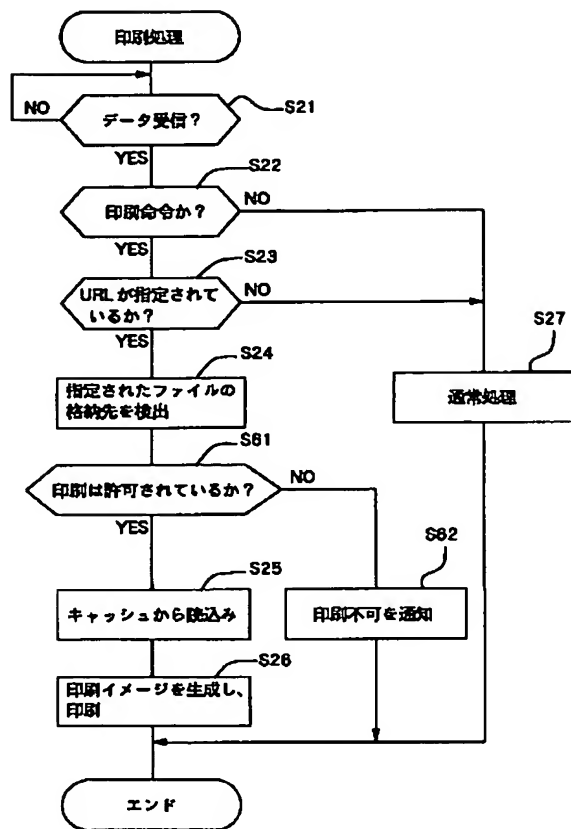 印刷処理
S21
NO
データ受信?
YES
S22
印刷命令か?
NO
YES
S23
URLが指定されて
いるか?
NO
YES
S24
S27
指定されたファイルの
格納先を検出
通常処理
S61
印刷は許可されているか?
NO
YES
S62
S25
キャッシュから読込み
印刷不可を通知
S26
印刷イメージを生成し、
印刷
エンド